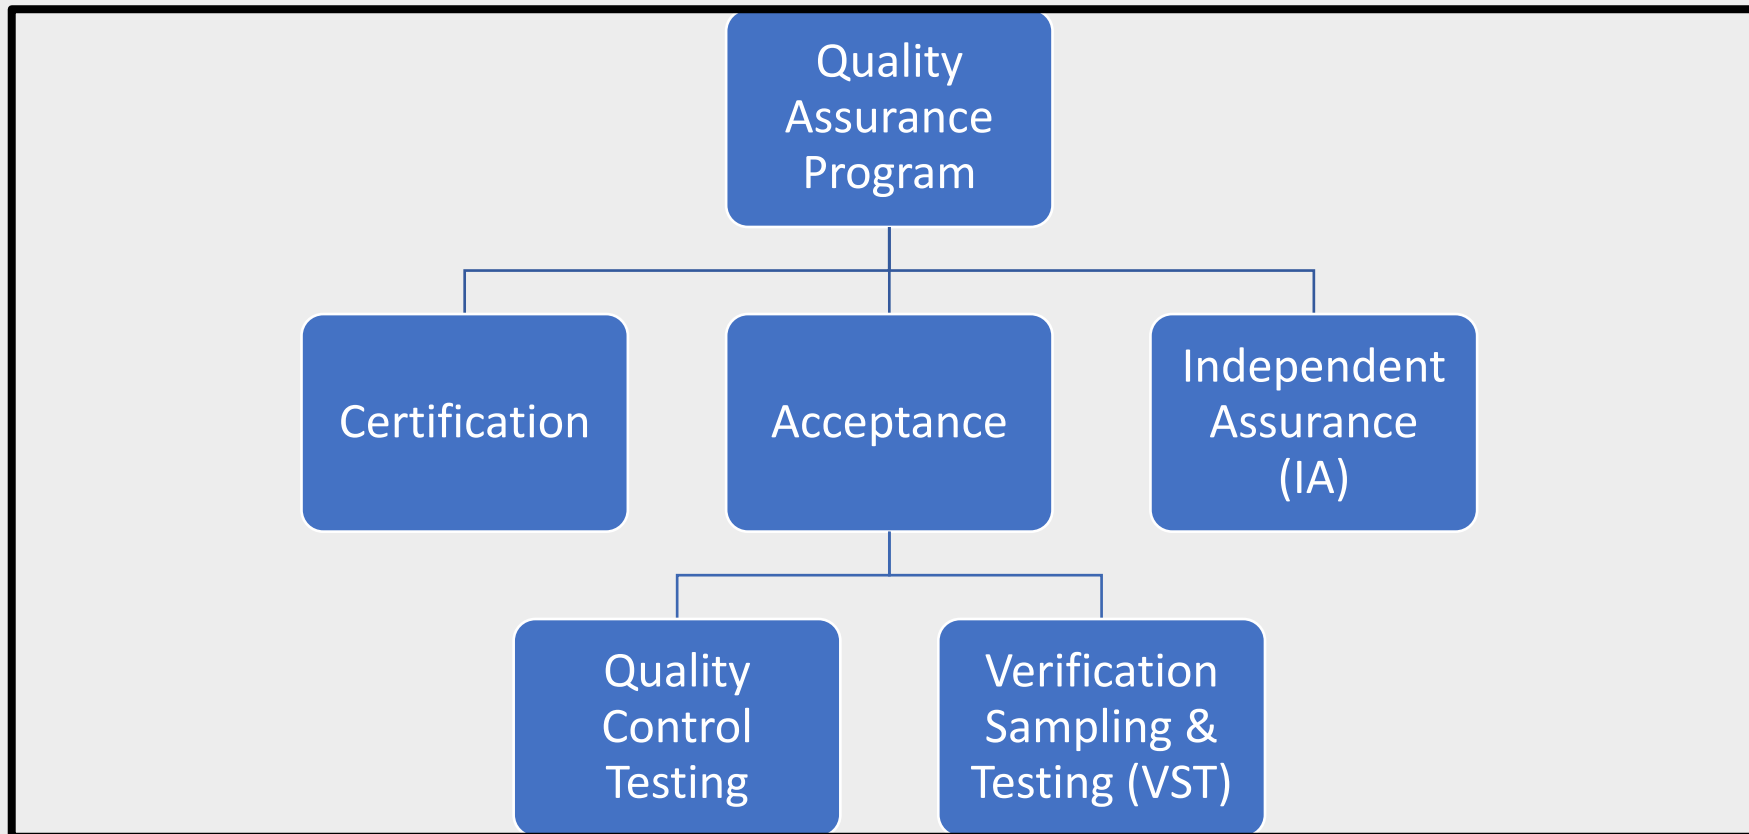 Quality
Assurance
Program
Certification
Acceptance
Independent
Assurance
(IA)
Quality
Control
Testing
Verification
Sampling &
Testing (VST)